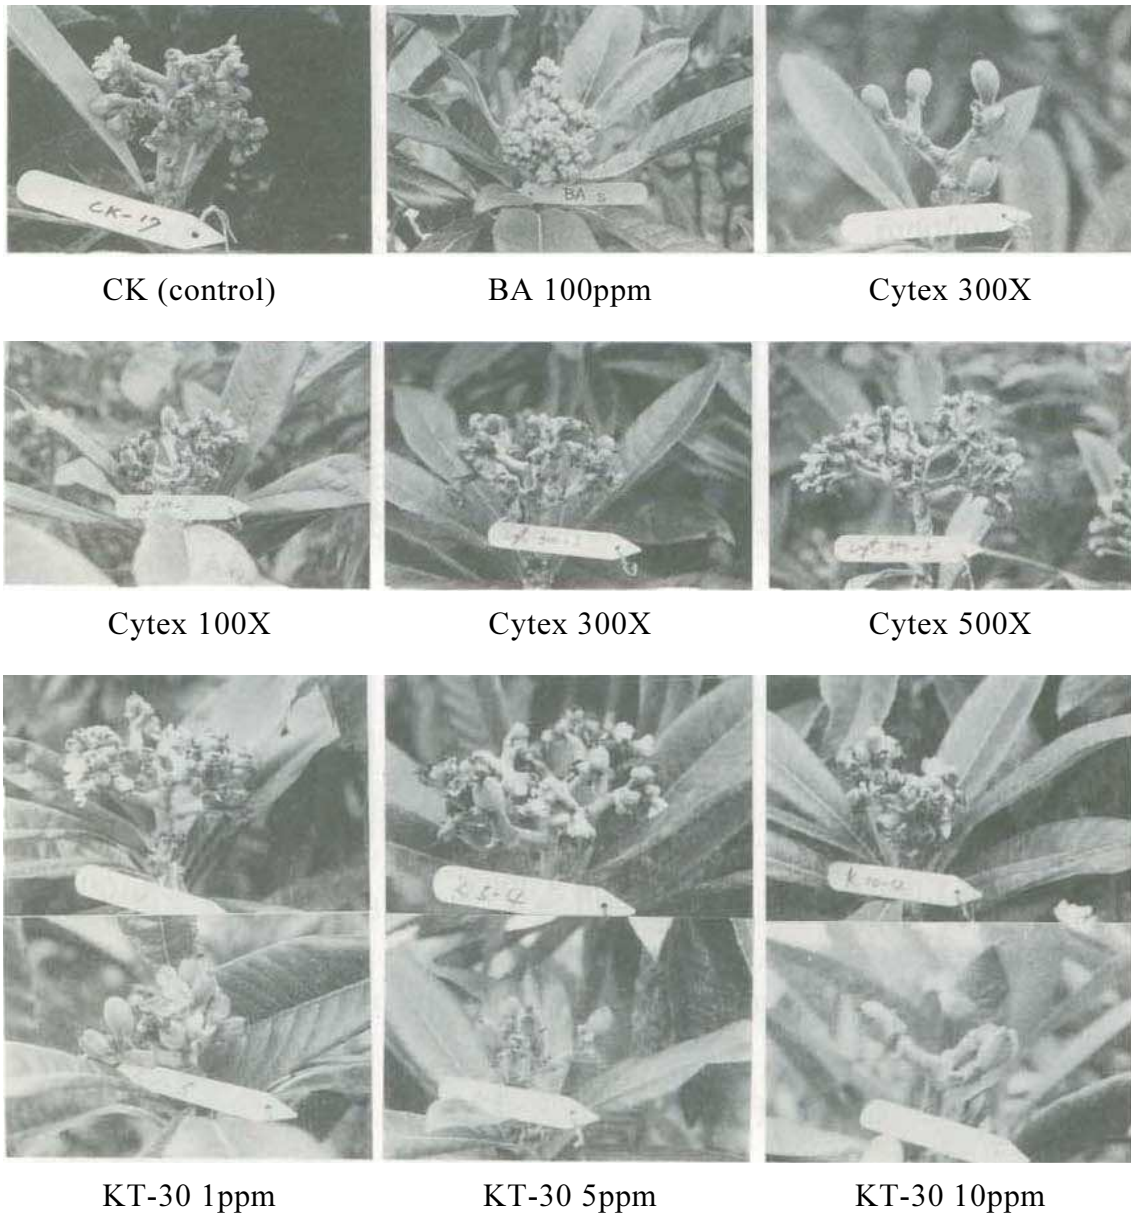 CK-17
BA 5
CK (control)
BA 100ppm
Cytex 300X
Cytex 100X
Cytex 300X
Cytex 500X
K 10-12
KT-30 1ppm
KT-30 5ppm
KT-30 10ppm